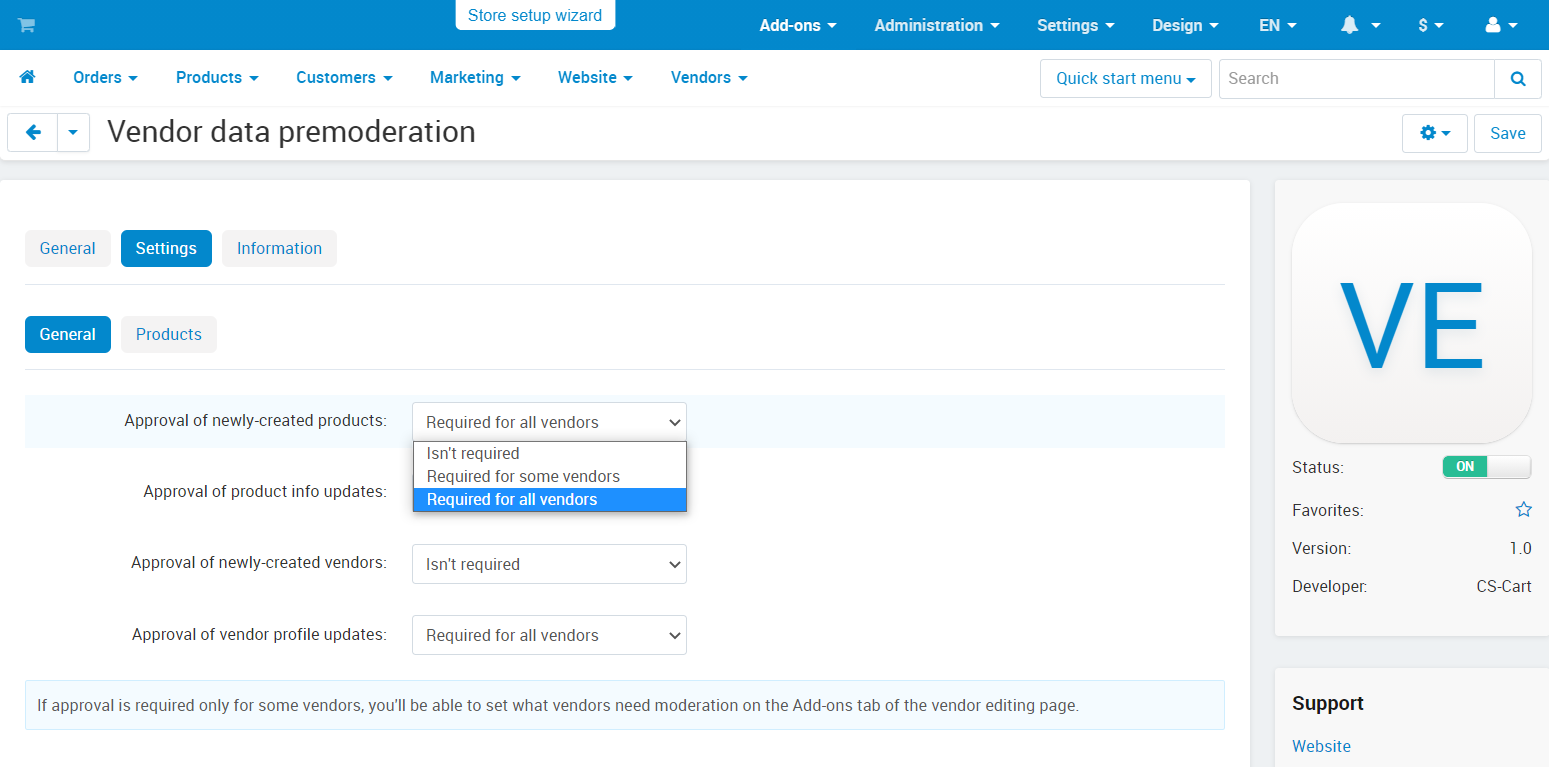 Store setup wizard
Add-ons Administration Settings Design EN $
Orders Products Customers Marketing Website Vendors Quick start menu Search
Vendor data premoderation Save
General Settings Information
General Products
Approval of newly-created products: Required for all vendors
Isn't required
Required for some vendors
Required for all vendors
Approval of product info updates:
Approval of newly-created vendors: Isn't required
Approval of vendor profile updates: Required for all vendors
If approval is required only for some vendors, you'll be able to set what vendors need moderation on the Add-ons tab of the vendor editing page.
VE
Status: ON
Favorites:
Version: 1.0
Developer: CS-Cart
Support
Website